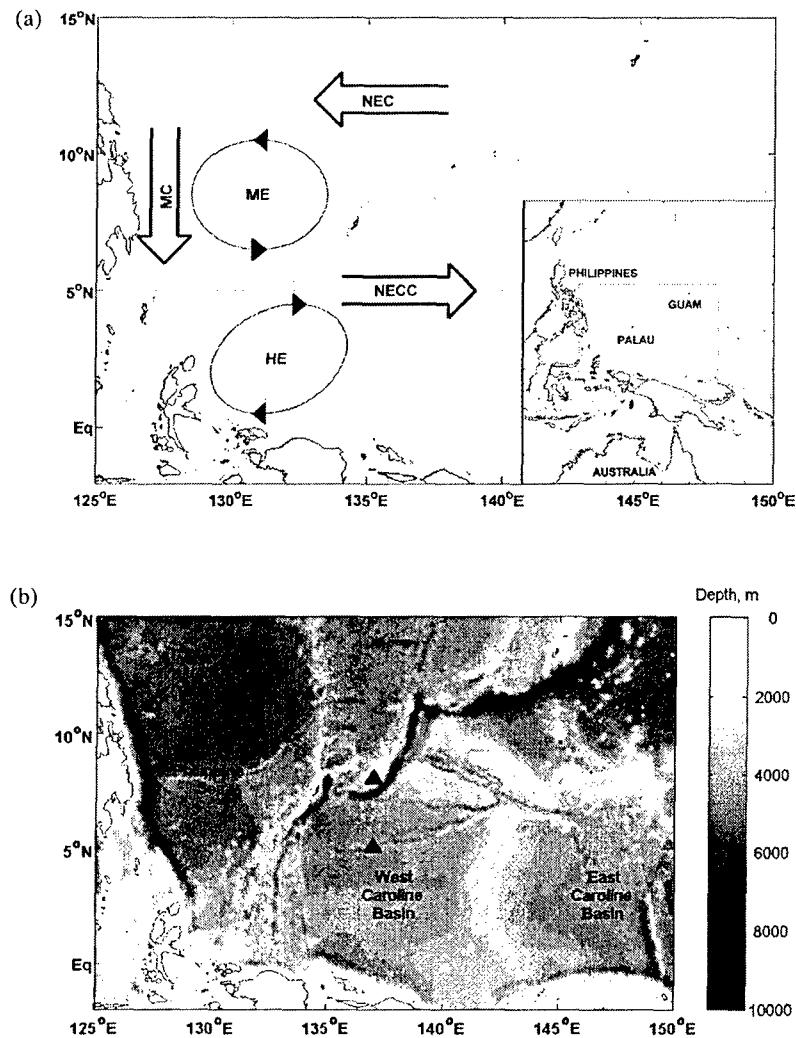 (a)
15°N
10°N
5°N
Eq
125°E
130°E
135°E
140°E
145°E
150°E
NEC
MC
ME
NECC
HE
PHILIPPINES
GUAM
PALAU
AUSTRALIA
(b)
Depth, m
15°N
10°N
5°N
Eq
125°E
130°E
135°E
140°E
145°E
150°E
West
Caroline
Basin
East
Caroline
Basin
0
2000
4000
6000
8000
10000